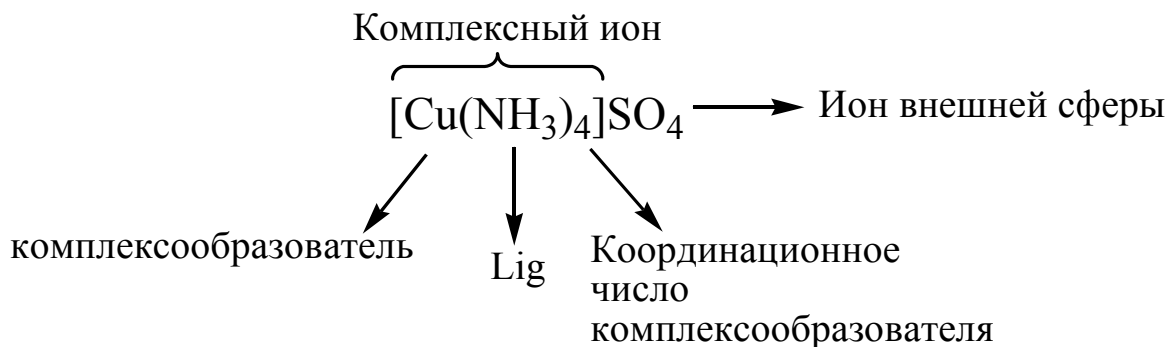 Комплексный ион
[Cu(NH₃)₄]SO₄
Ион внешней сферы
комплексообразователь
Lig
Координационное
число
комплексообразователя